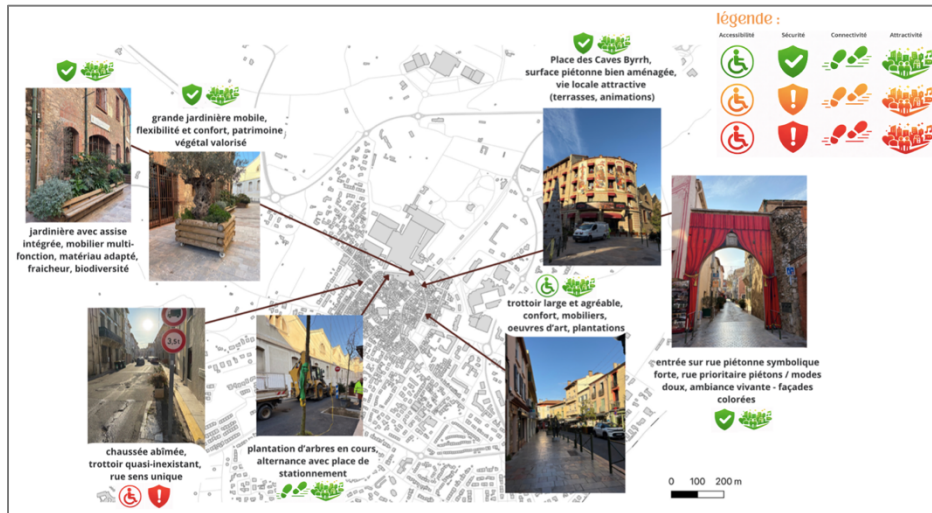 légende :
Accessibilité Sécurité Connectivité Attractivité
Place des Caves Byrrh,
surface piétonne bien aménagée,
vie locale attractive
(terrasses, animations)
grande jardinière mobile,
flexibilité et confort, patrimoine
végétal valorisé
jardinière avec assise
intégrée, mobilier multi-
fonction, matériau adapté,
fraicheur, biodiversité
trottoir large et agréable,
confort, mobiliers,
oeuvres d'art, plantations
3,5t
entrée sur rue piétonne symbolique
forte, rue prioritaire piétons / modes
doux, ambiance vivante - façades
colorées
chaussée abîmée,
trottoir quasi-inexistant,
rue sens unique
plantation d'arbres en cours,
alternance avec place de
stationnement
0 100 200 m